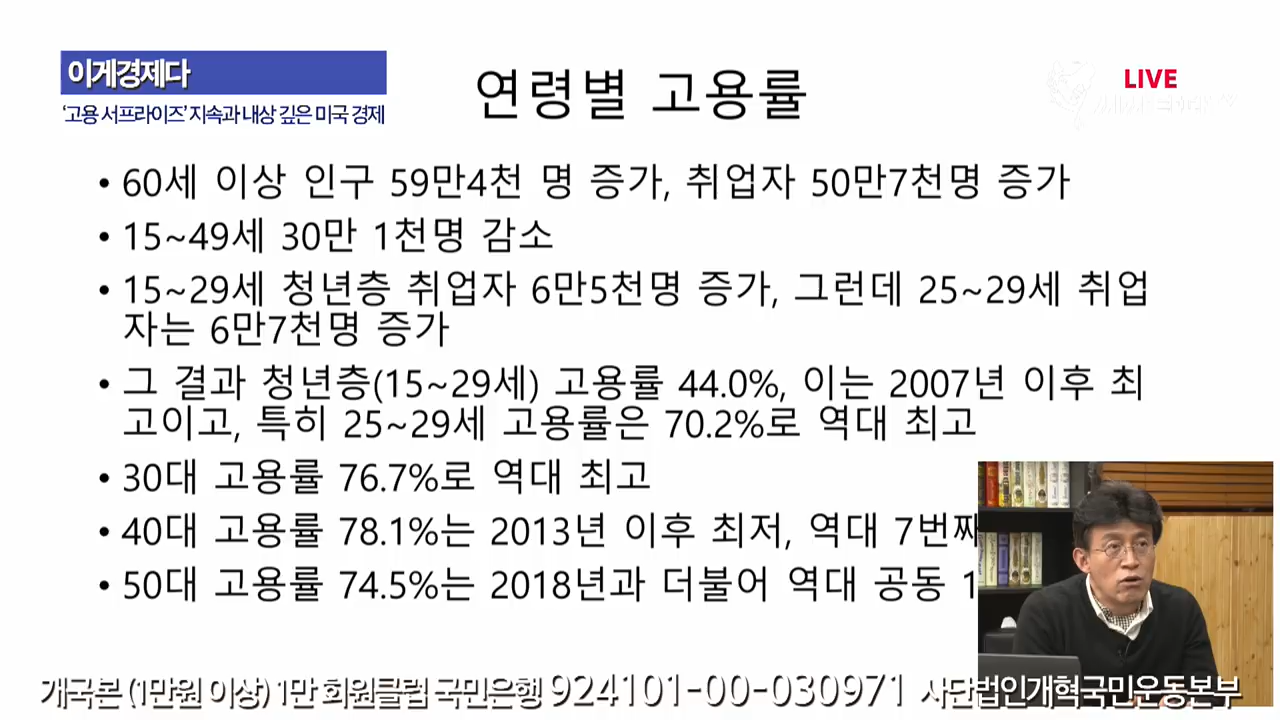 이게경제다
‘고용 서프라이즈’ 지속과 내상 깊은 미국 경제
연령별 고용률
LIVE
• 60세 이상 인구 59만4천 명 증가, 취업자 50만7천명 증가
• 15~49세 30만 1천명 감소
• 15~29세 청년층 취업자 6만5천명 증가, 그런데 25~29세 취업
자는 6만7천명 증가
• 그 결과 청년층(15~29세) 고용률 44.0%, 이는 2007년 이후 최
고이고, 특히 25~29세 고용률은 70.2%로 역대 최고
• 30대 고용률 76.7%로 역대 최고
• 40대 고용률 78.1%는 2013년 이후 최저, 역대 7번째
• 50대 고용률 74.5%는 2018년과 더불어 역대 공동 1
개국본 (1만원 이상) 1만 회원클럽 국민은행 924101-00-030971 사단법인개혁국민운동본부